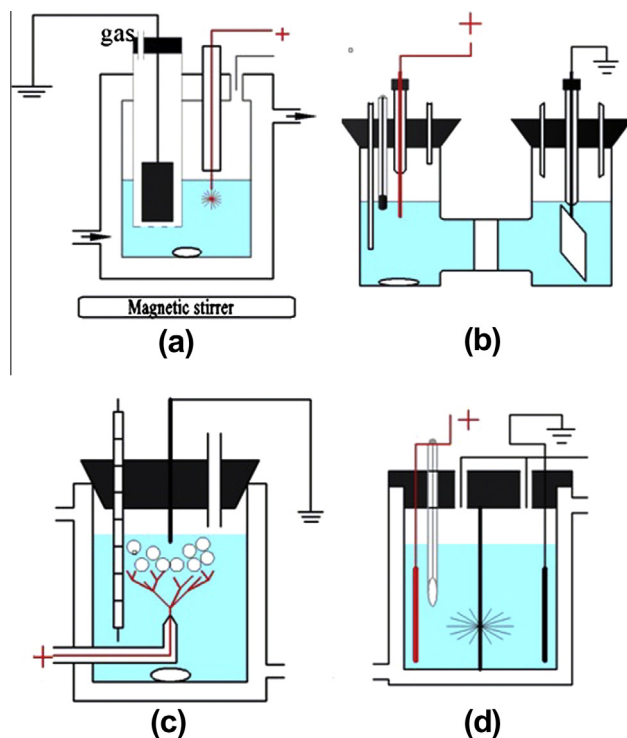 gas
+
+
Magnetic stirrer
(a)
(b)
+
+
(c)
(d)